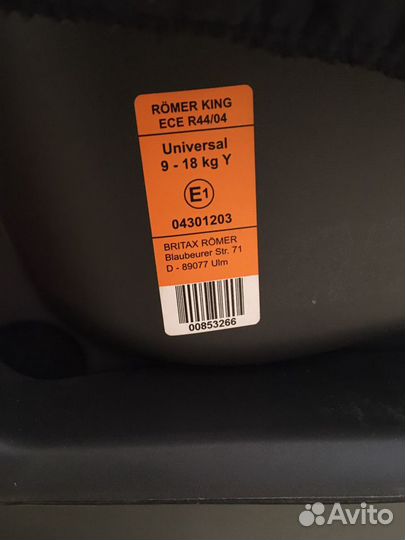 RÖMER KING
ECE R44/04
Universal
9 - 18 kg Y
E1
04301203
BRITAX RÖMER
Blaubeurer Str. 71
D - 89077 Ulm
00853266
Avito